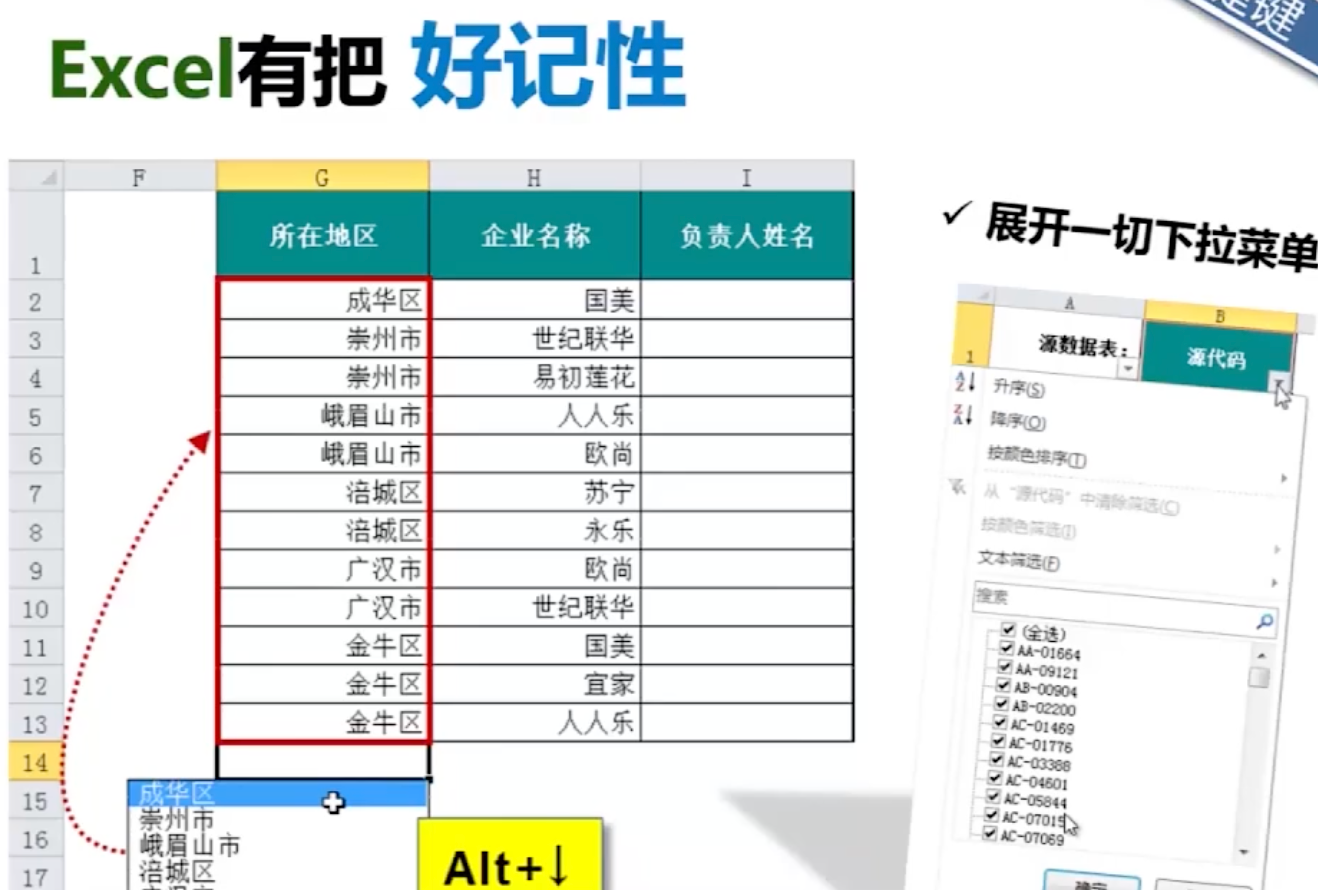 Excel有把 好记性
键
F G H I
1 所在地区 企业名称 负责人姓名
2 成华区 国美
3 崇州市 世纪联华
4 崇州市 易初莲花
5 峨眉山市 人人乐
6 峨眉山市 欧尚
7 涪城区 苏宁
8 涪城区 永乐
9 广汉市 欧尚
10 广汉市 世纪联华
11 金牛区 国美
12 金牛区 宜家
13 金牛区 人人乐
14
15 成华区
崇州市
16 峨眉山市
17 涪城区
Alt+↓
✓ 展开一切下拉菜单
A B
1 源数据表: 源代码
升序(S)
降序(O)
按颜色排序(T)
从“源代码”中清除筛选(C)
按颜色筛选(I)
文本筛选(F)
搜索
(全选)
AA-01664
AA-09121
AB-00904
AB-02200
AC-01469
AC-01776
AC-03388
AC-04601
AC-05844
AC-07015
AC-07069
确定